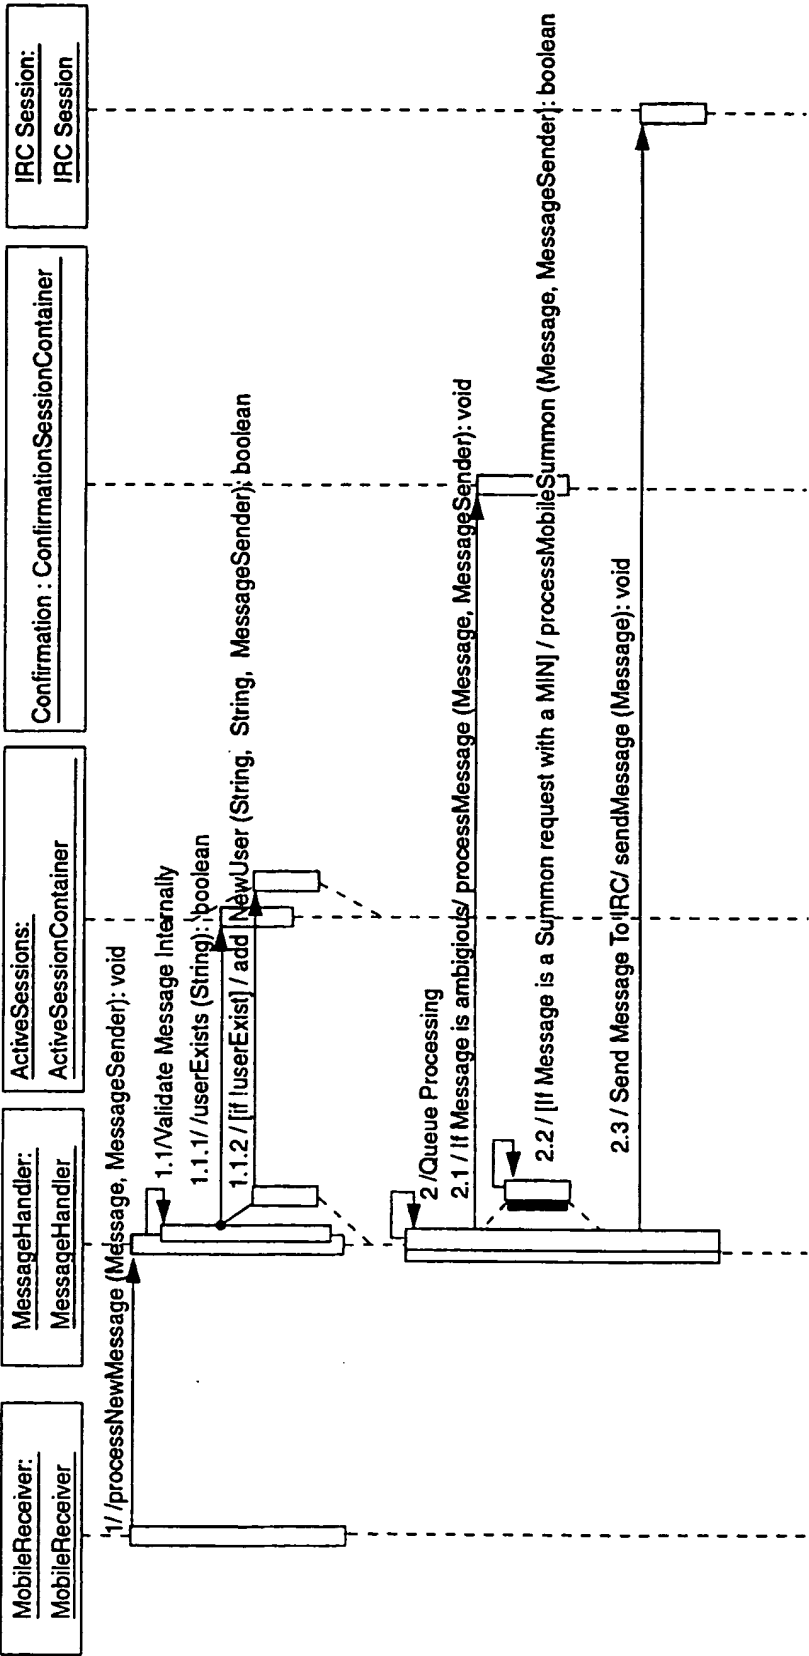 MobileReceiver:
MobileReceiver
MessageHandler:
MessageHandler
ActiveSessions:
ActiveSessionContainer
Confirmation : ConfirmationSessionContainer
IRC Session:
IRC Session
1/ /processNewMessage (Message, MessageSender): void
1.1/Validate Message Internally
1.1.1/ /userExists (String): boolean
1.1.2 / [if !userExist] / add NewUser (String, String, MessageSender): boolean
2 /Queue Processing
2.1 / If Message is ambigious/ processMessage (Message, MessageSender): void
2.2 / [If Message is a Summon request with a MIN] / processMobileSummon (Message, MessageSender): boolean
2.3 / Send Message To IRC/ sendMessage (Message): void